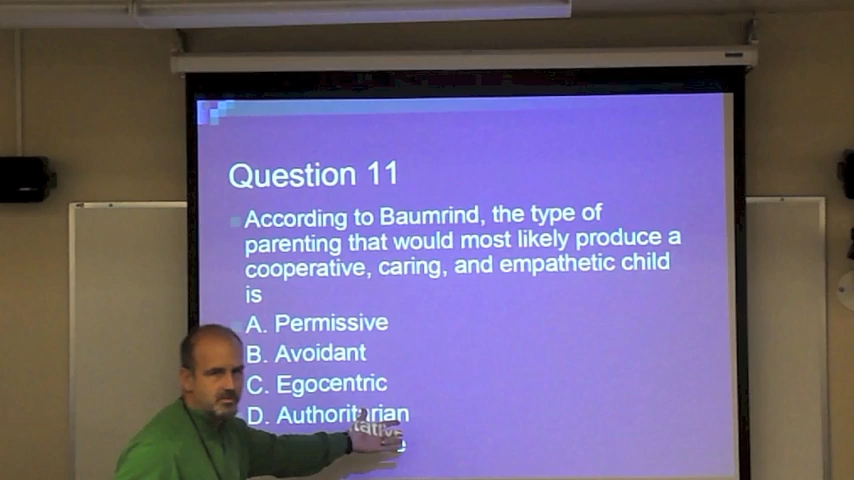 Question 11
According to Baumrind, the type of
parenting that would most likely produce a
cooperative, caring, and empathetic child
is
A. Permissive
B. Avoidant
C. Egocentric
D. Authoritarian